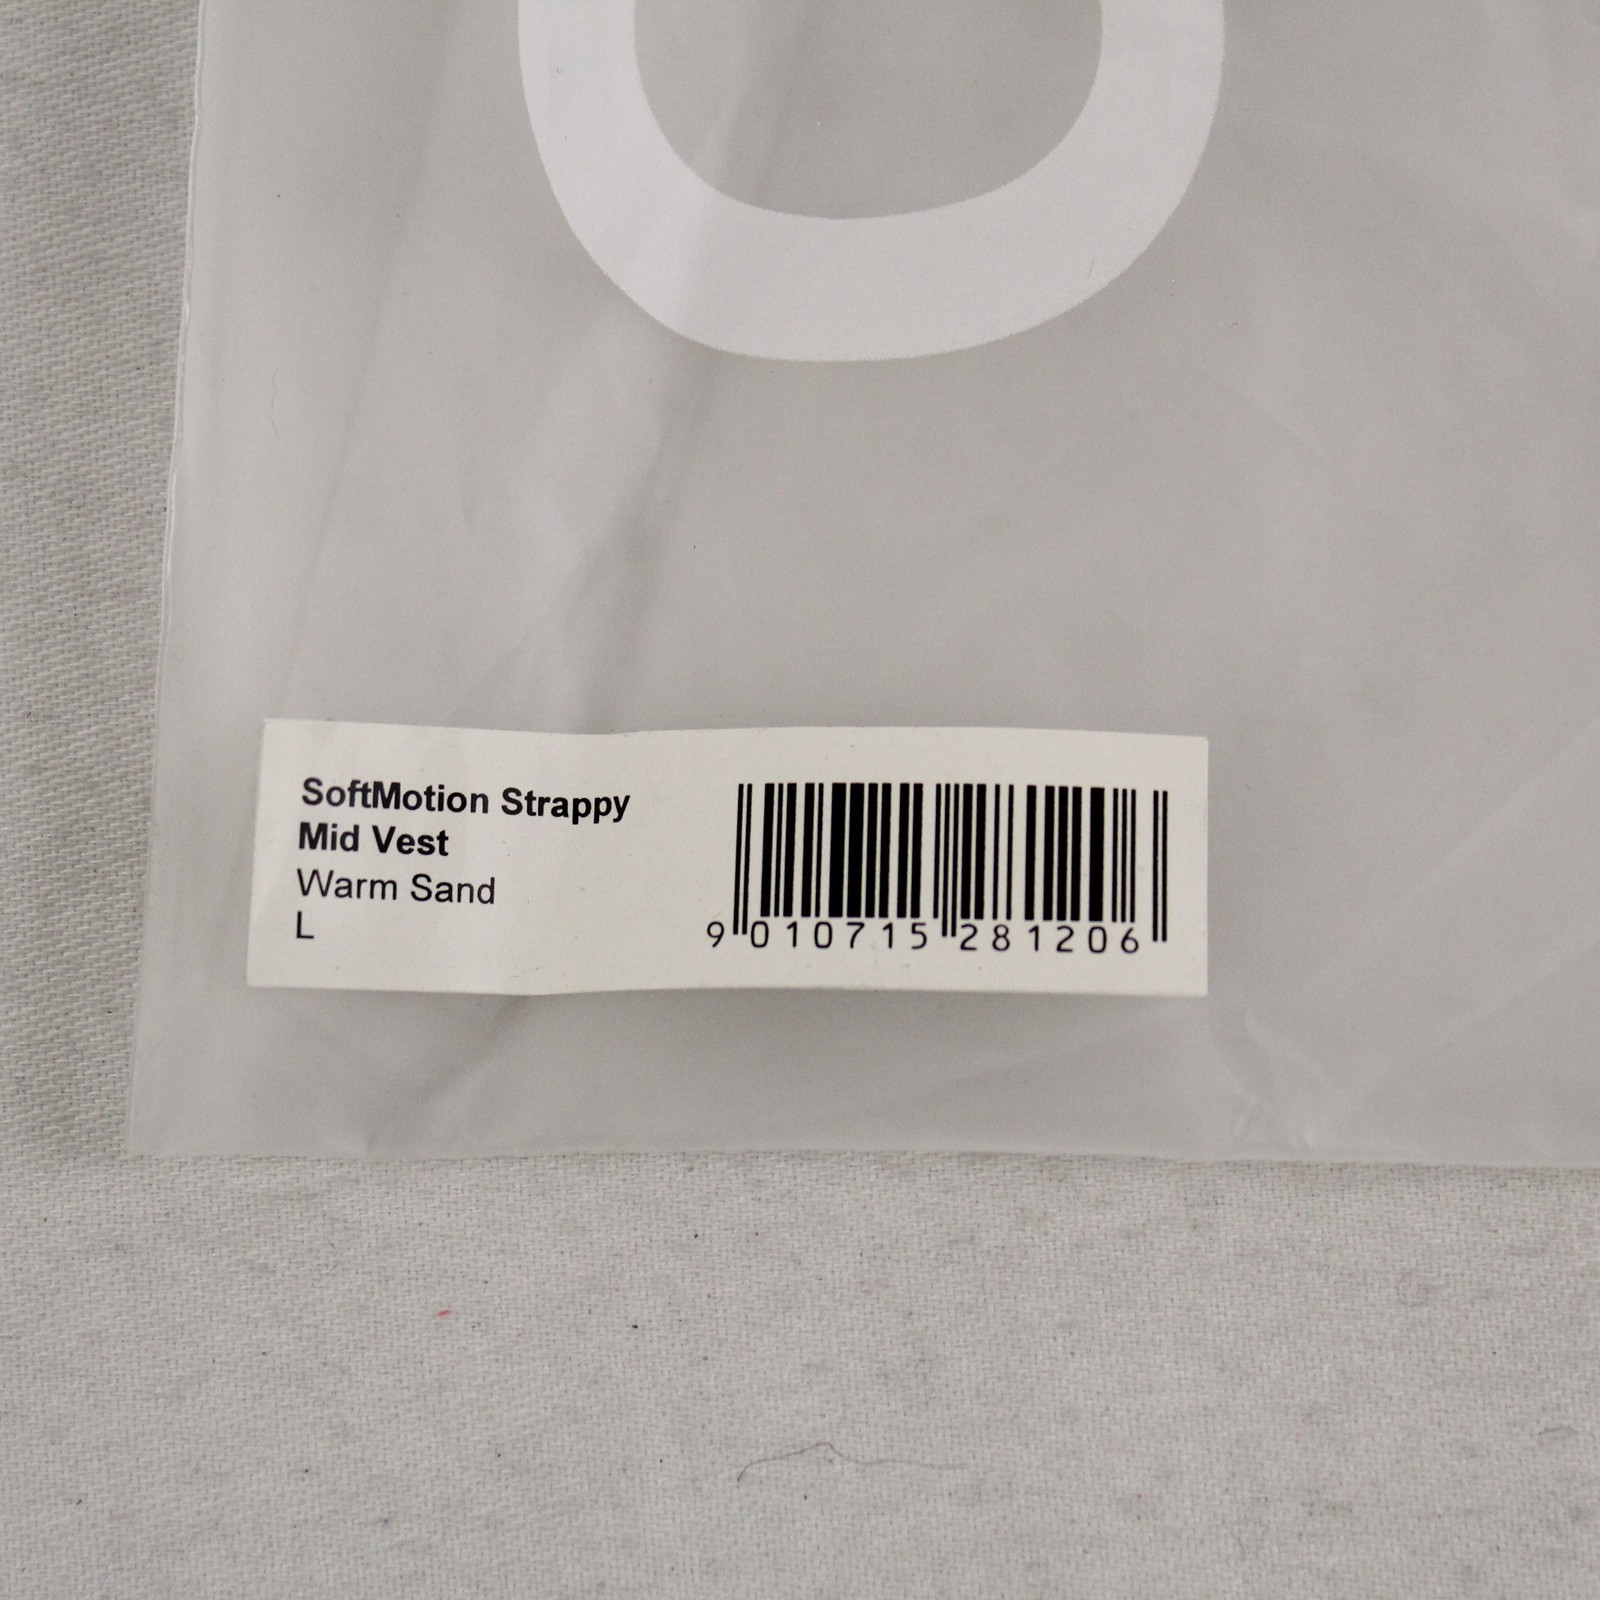 SoftMotion Strappy
Mid Vest
Warm Sand
L
9 010715 281206